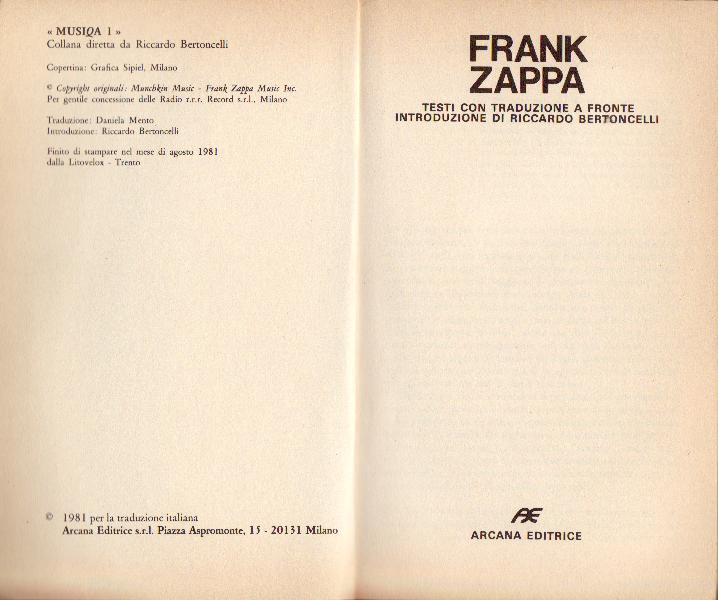 « MUSIQA 1 »
Collana diretta da Riccardo Bertoncelli
Copertina: Grafica Sipiel, Milano
© Copyright originali: Munchkin Music - Frank Zappa Music Inc.
Per gentile concessione delle Radio r.r.r. Record s.r.l., Milano
Traduzione: Daniela Mento
Introduzione: Riccardo Bertoncelli
Finito di stampare nel mese di agosto 1981
dalla Litovelox - Trento
© 1981 per la traduzione italiana
Arcana Editrice s.r.l. Piazza Aspromonte, 15 - 20131 Milano
FRANK
ZAPPA
TESTI CON TRADUZIONE A FRONTE
INTRODUZIONE DI RICCARDO BERTONCELLI
AE
ARCANA EDITRICE